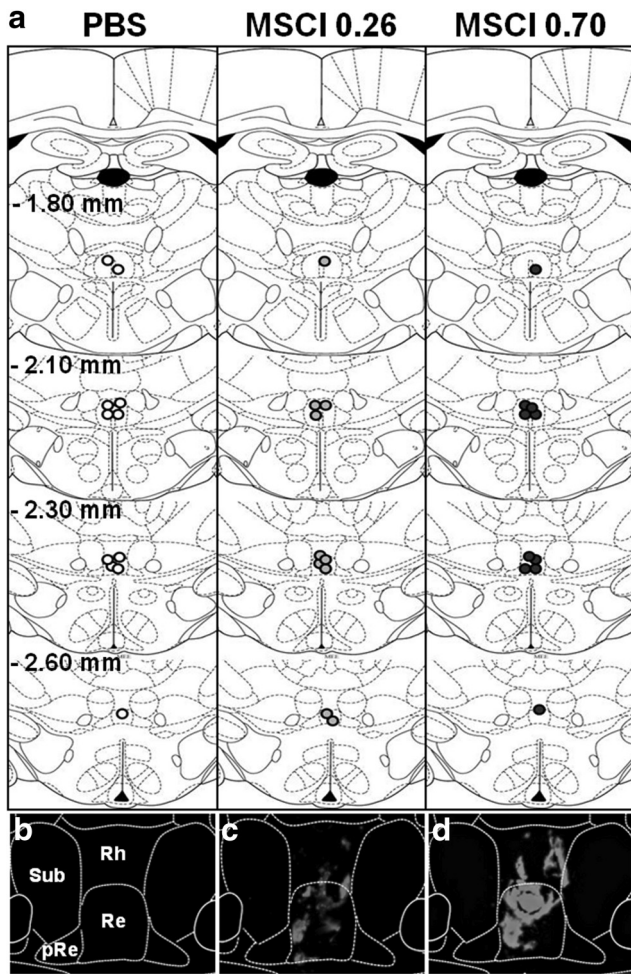 a PBS MSCI 0.26 MSCI 0.70
- 1.80 mm
- 2.10 mm
- 2.30 mm
- 2.60 mm
b c d
Rh
Sub
Re
pRe